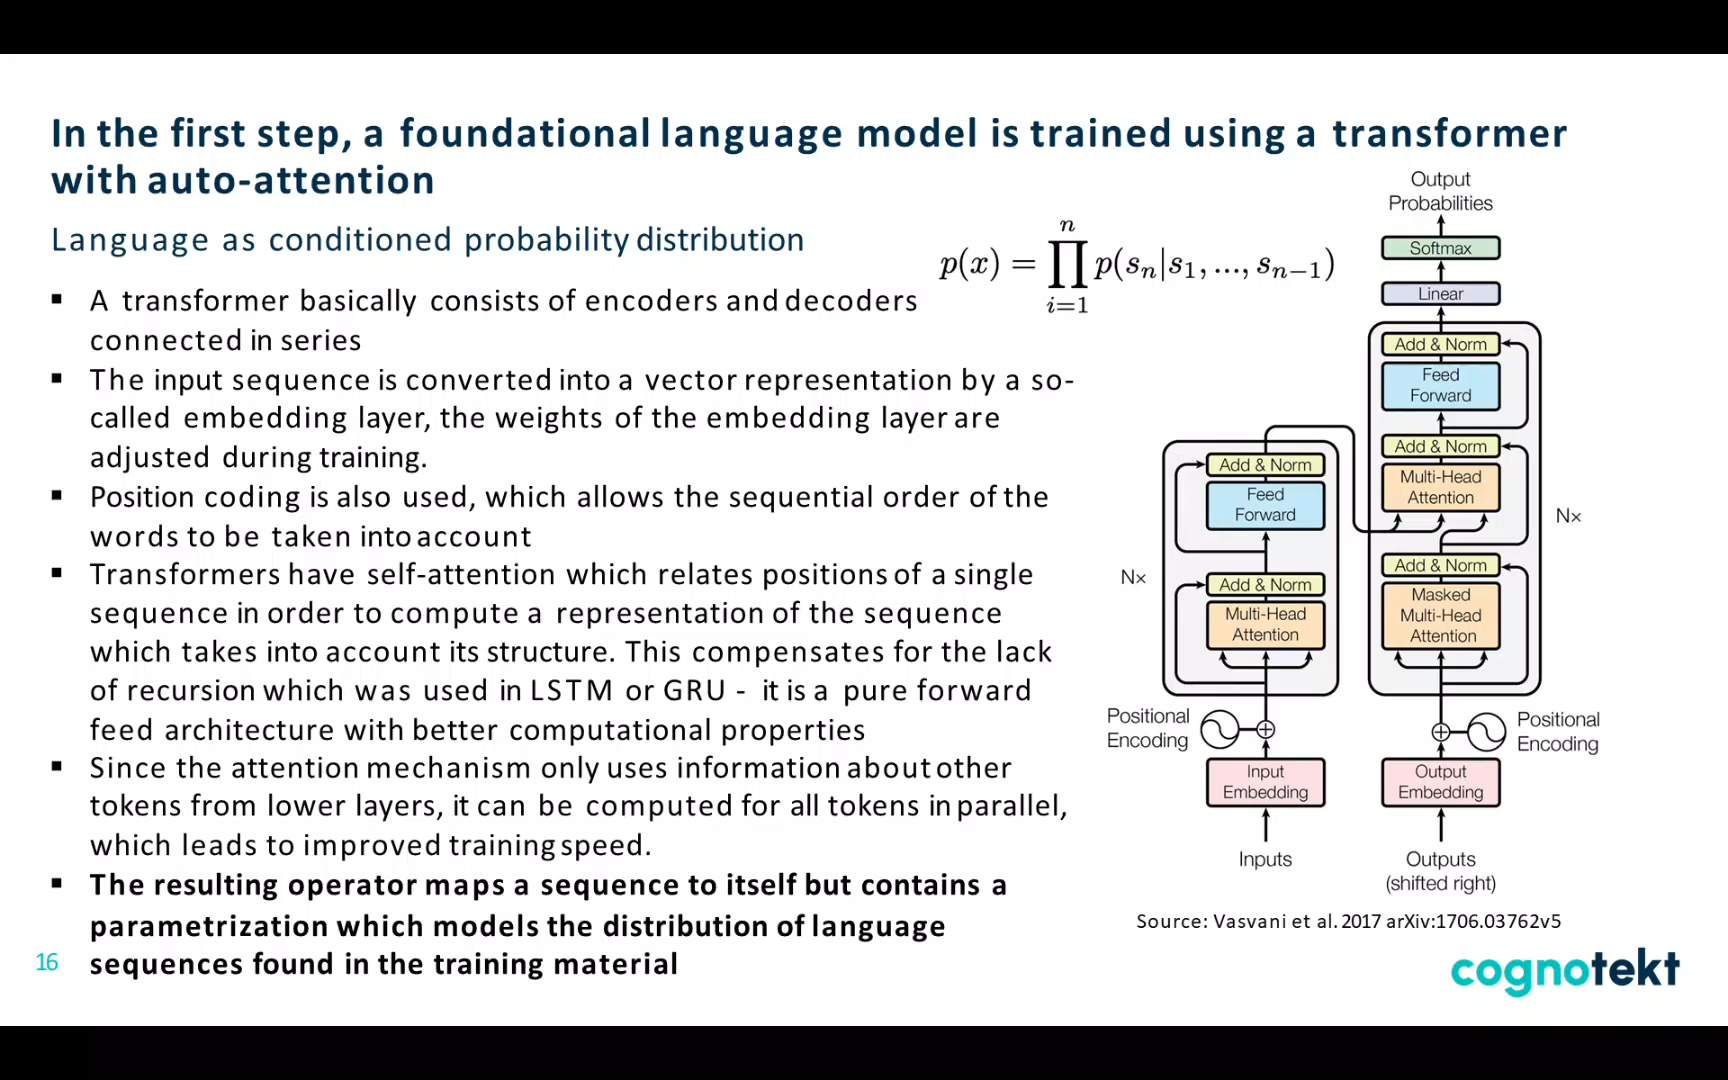 In the first step, a foundational language model is trained using a transformer
with auto-attention
Language as conditioned probability distribution
p(x) = ∏_{i=1}^{n} p(s_n|s_1, ..., s_{n−1})
▪ A transformer basically consists of encoders and decoders
connected in series
▪ The input sequence is converted into a vector representation by a so-
called embedding layer, the weights of the embedding layer are
adjusted during training.
▪ Position coding is also used, which allows the sequential order of the
words to be taken into account
▪ Transformers have self-attention which relates positions of a single
sequence in order to compute a representation of the sequence
which takes into account its structure. This compensates for the lack
of recursion which was used in LSTM or GRU - it is a pure forward
feed architecture with better computational properties
▪ Since the attention mechanism only uses information about other
tokens from lower layers, it can be computed for all tokens in parallel,
which leads to improved training speed.
▪ The resulting operator maps a sequence to itself but contains a
parametrization which models the distribution of language
sequences found in the training material
16
Output
Probabilities
Softmax
Linear
Add & Norm
Feed
Forward
Add & Norm
Multi-Head
Attention
Add & Norm
Masked
Multi-Head
Attention
N×
Add & Norm
Feed
Forward
Add & Norm
Multi-Head
Attention
N×
Positional
Encoding
Positional
Encoding
Input
Embedding
Output
Embedding
Inputs
Outputs
(shifted right)
Source: Vasvani et al. 2017 arXiv:1706.03762v5
cognotekt